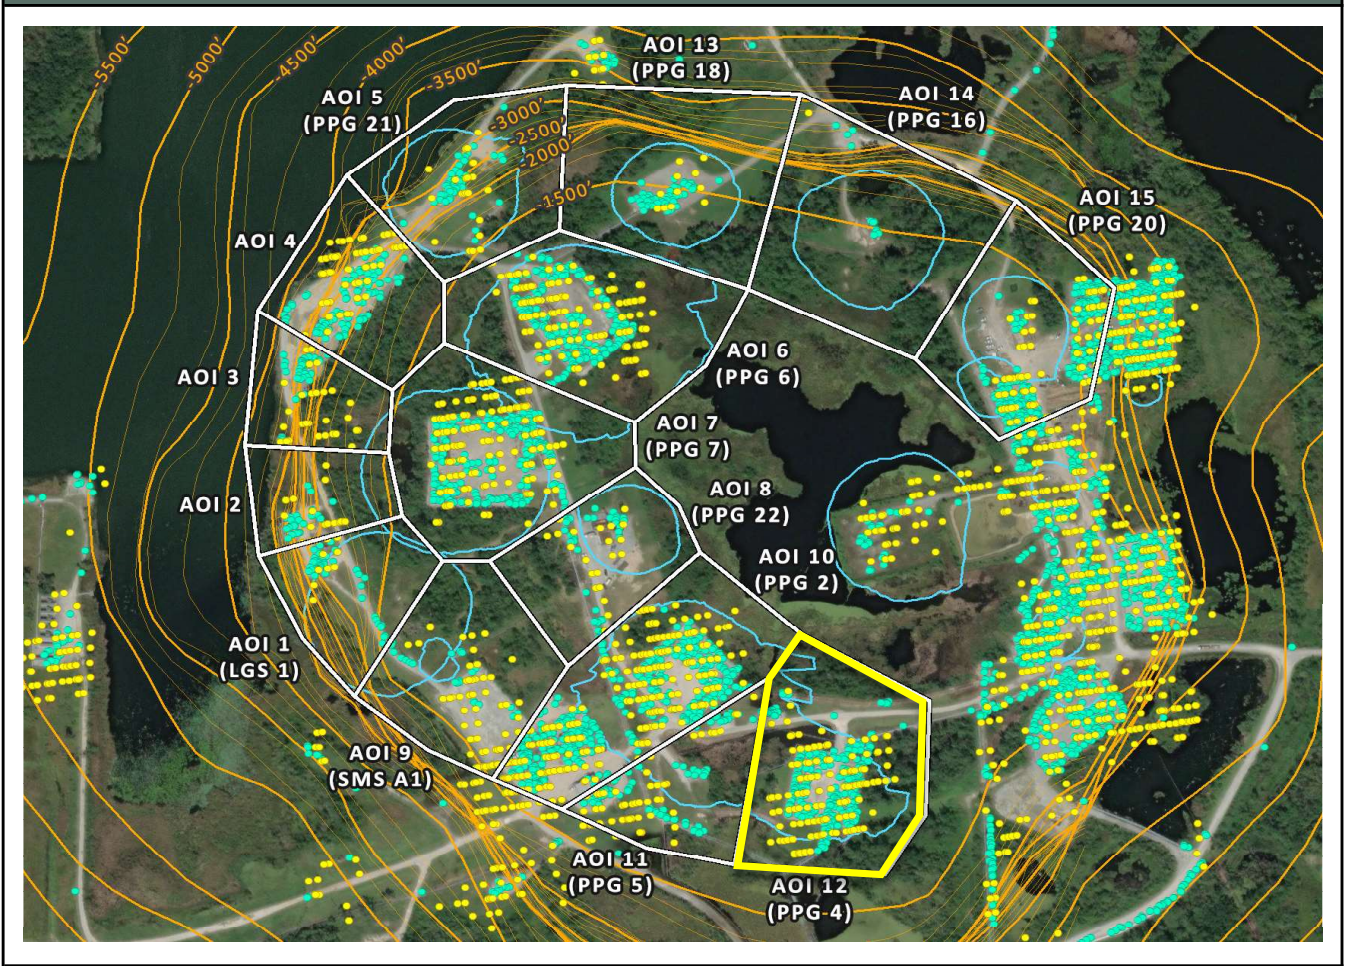 -5500'
-5000'
-4500'
-4000'
-3500'
-3000'
-2500'
-2000'
-1500'
AOI 13
(PPG 18)
AOI 5
(PPG 21)
AOI 14
(PPG 16)
AOI 15
(PPG 20)
AOI 4
AOI 3
AOI 6
(PPG 6)
AOI 7
(PPG 7)
AOI 2
AOI 8
(PPG 22)
AOI 10
(PPG 2)
AOI 1
(LGS 1)
AOI 9
(SMS A1)
AOI 11
(PPG 5)
AOI 12
(PPG 4)